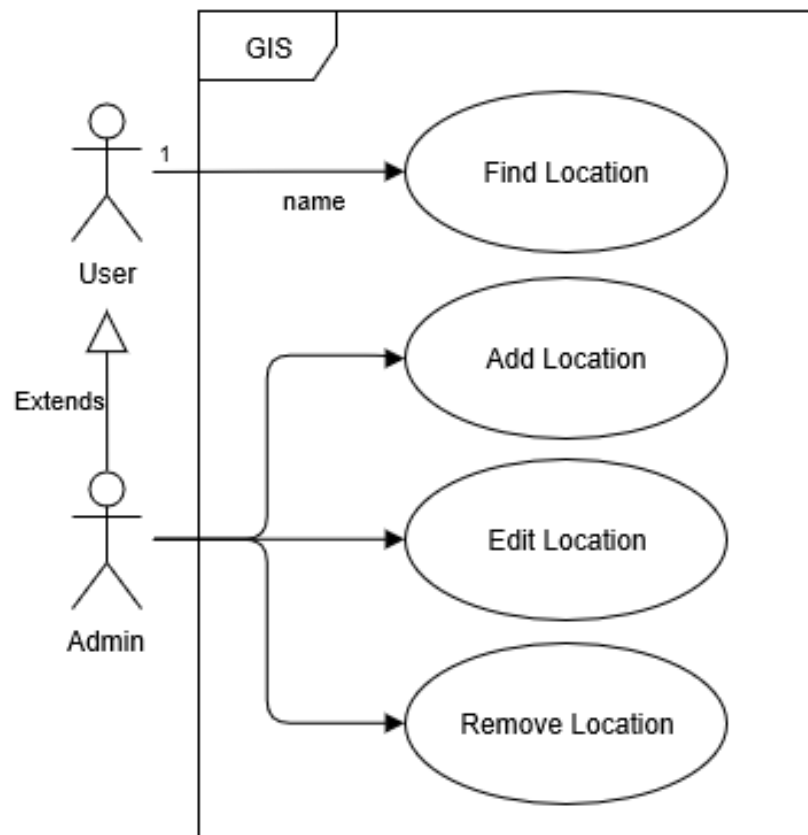 GIS
1
Find Location
name
User
Add Location
Extends
Edit Location
Admin
Remove Location